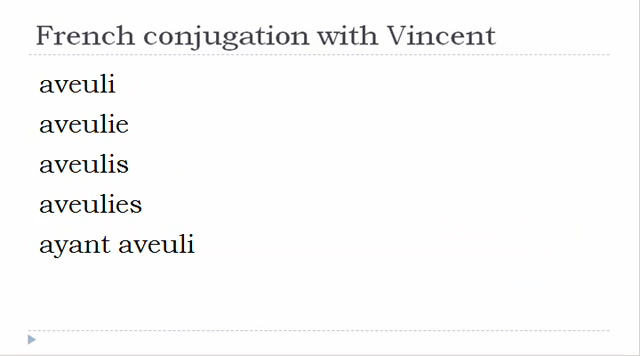 French conjugation with Vincent
aveuli
aveulie
aveulis
aveulies
ayant aveuli